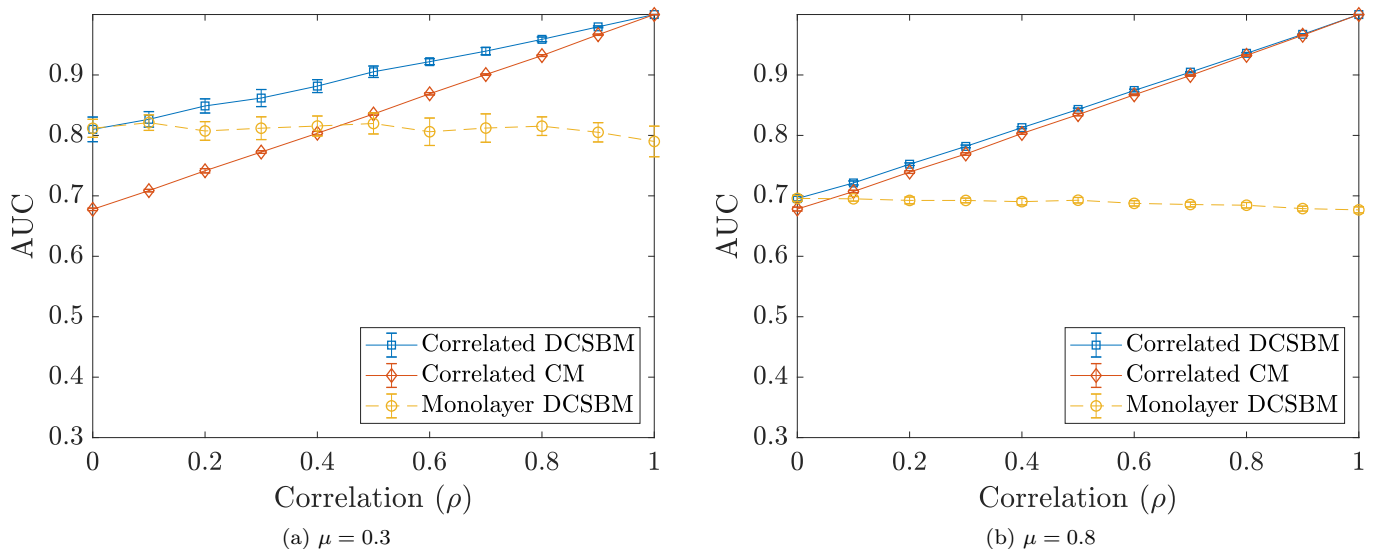 AUC
0.9
0.8
0.7
0.6
0.5
0.4
0.3
0 0.2 0.4 0.6 0.8 1
Correlation (ρ)
Correlated DCSBM
Correlated CM
Monolayer DCSBM
(a) μ = 0.3
AUC
0.9
0.8
0.7
0.6
0.5
0.4
0.3
0 0.2 0.4 0.6 0.8 1
Correlation (ρ)
Correlated DCSBM
Correlated CM
Monolayer DCSBM
(b) μ = 0.8